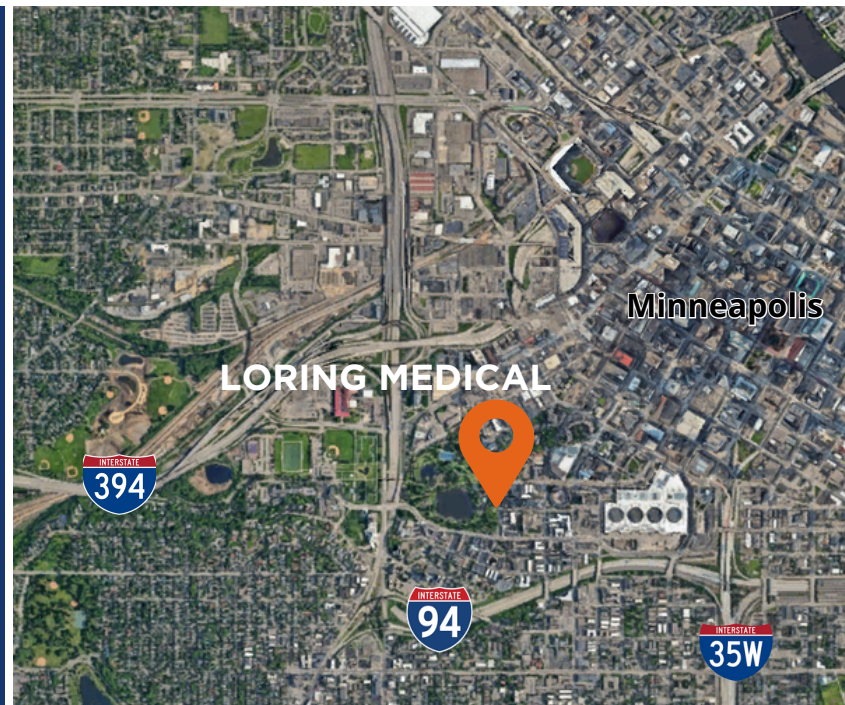 Minneapolis
LORING MEDICAL
INTERSTATE
394
INTERSTATE
94
INTERSTATE
35W